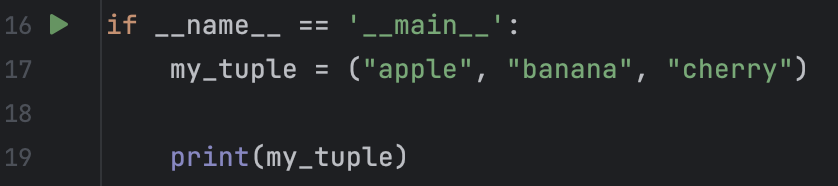 16 if __name__ == '__main__':
17     my_tuple = ("apple", "banana", "cherry")
18
19     print(my_tuple)